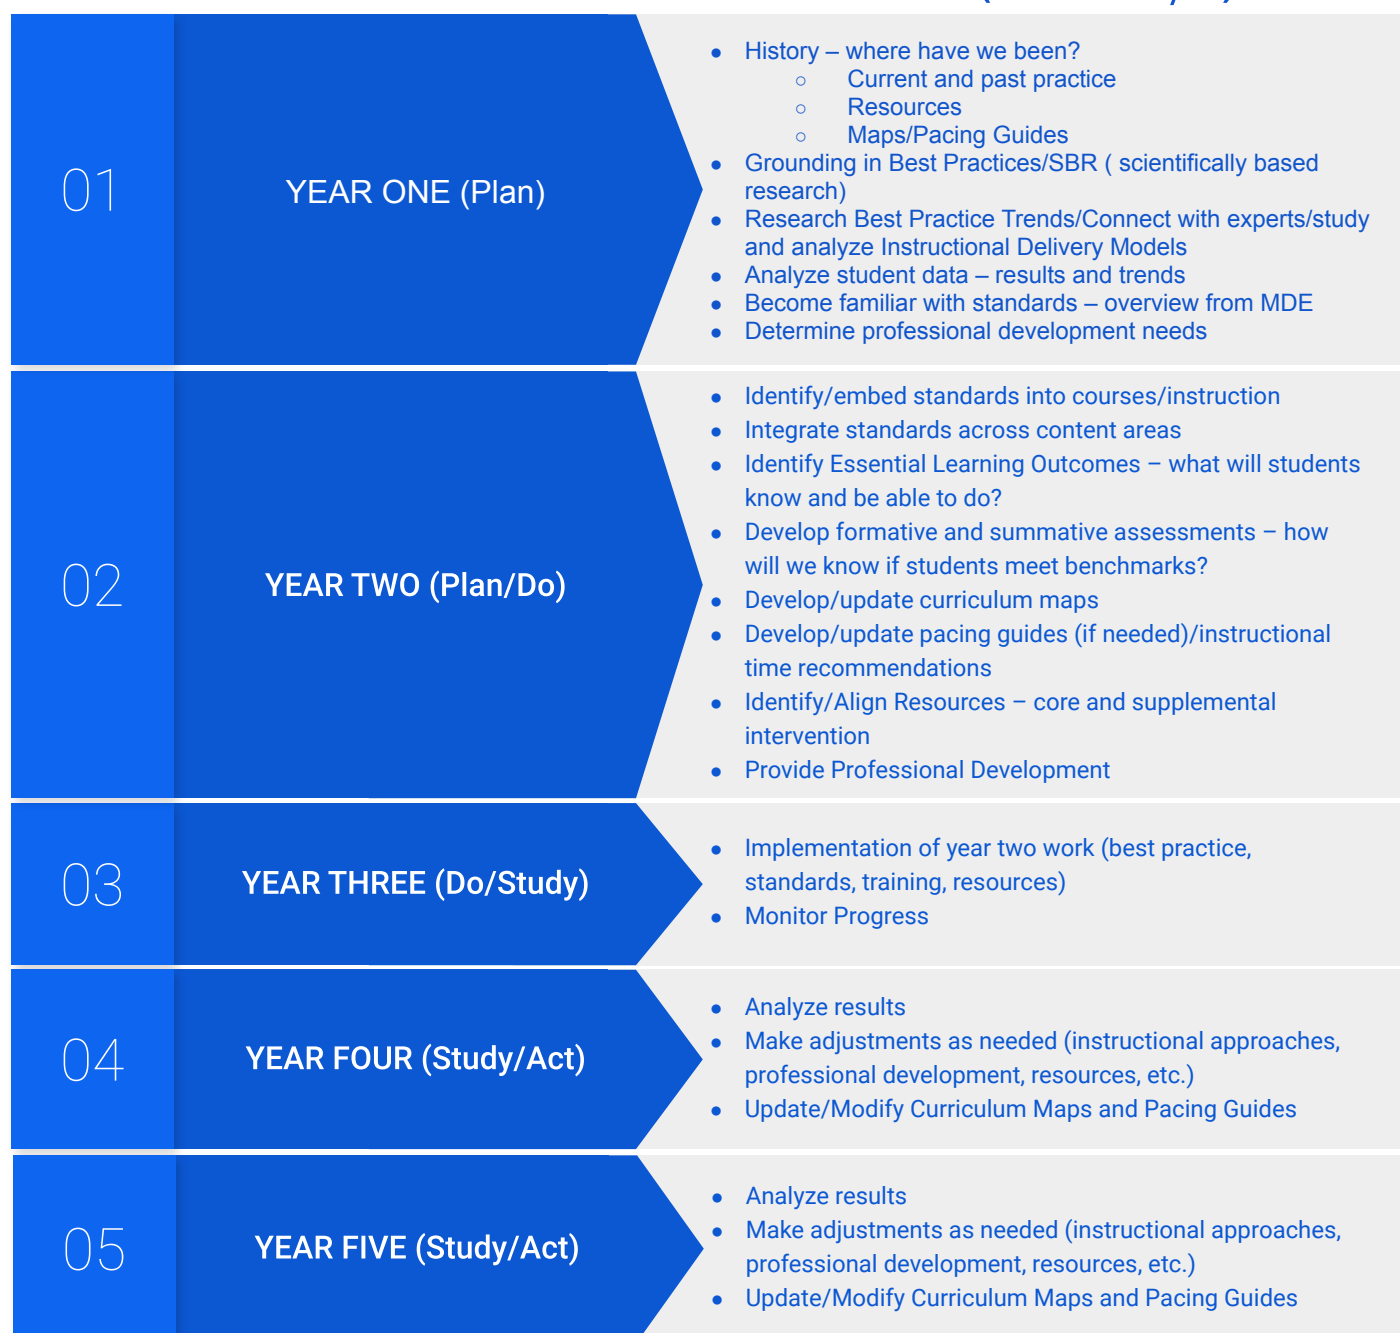 01
YEAR ONE (Plan)
● History – where have we been?
○ Current and past practice
○ Resources
○ Maps/Pacing Guides
● Grounding in Best Practices/SBR ( scientifically based
research)
● Research Best Practice Trends/Connect with experts/study
and analyze Instructional Delivery Models
● Analyze student data – results and trends
● Become familiar with standards – overview from MDE
● Determine professional development needs
02
YEAR TWO (Plan/Do)
● Identify/embed standards into courses/instruction
● Integrate standards across content areas
● Identify Essential Learning Outcomes – what will students
know and be able to do?
● Develop formative and summative assessments – how
will we know if students meet benchmarks?
● Develop/update curriculum maps
● Develop/update pacing guides (if needed)/instructional
time recommendations
● Identify/Align Resources – core and supplemental
intervention
● Provide Professional Development
03
YEAR THREE (Do/Study)
● Implementation of year two work (best practice,
standards, training, resources)
● Monitor Progress
04
YEAR FOUR (Study/Act)
● Analyze results
● Make adjustments as needed (instructional approaches,
professional development, resources, etc.)
● Update/Modify Curriculum Maps and Pacing Guides
05
YEAR FIVE (Study/Act)
● Analyze results
● Make adjustments as needed (instructional approaches,
professional development, resources, etc.)
● Update/Modify Curriculum Maps and Pacing Guides